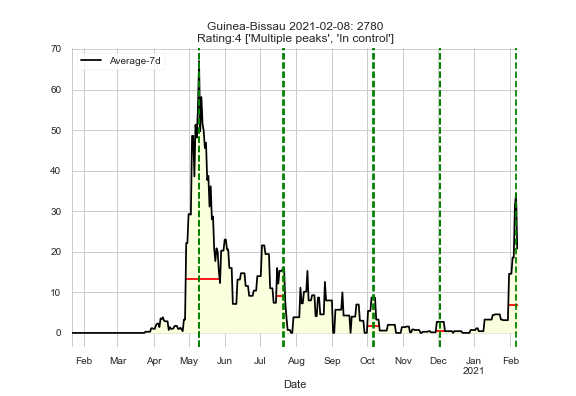 Guinea-Bissau 2021-02-08: 2780
Rating:4 ['Multiple peaks', 'In control']
70
60
50
40
30
20
10
0
Average-7d
Feb Mar Apr May Jun Jul Aug Sep Oct Nov Dec Jan Feb
2021
Date